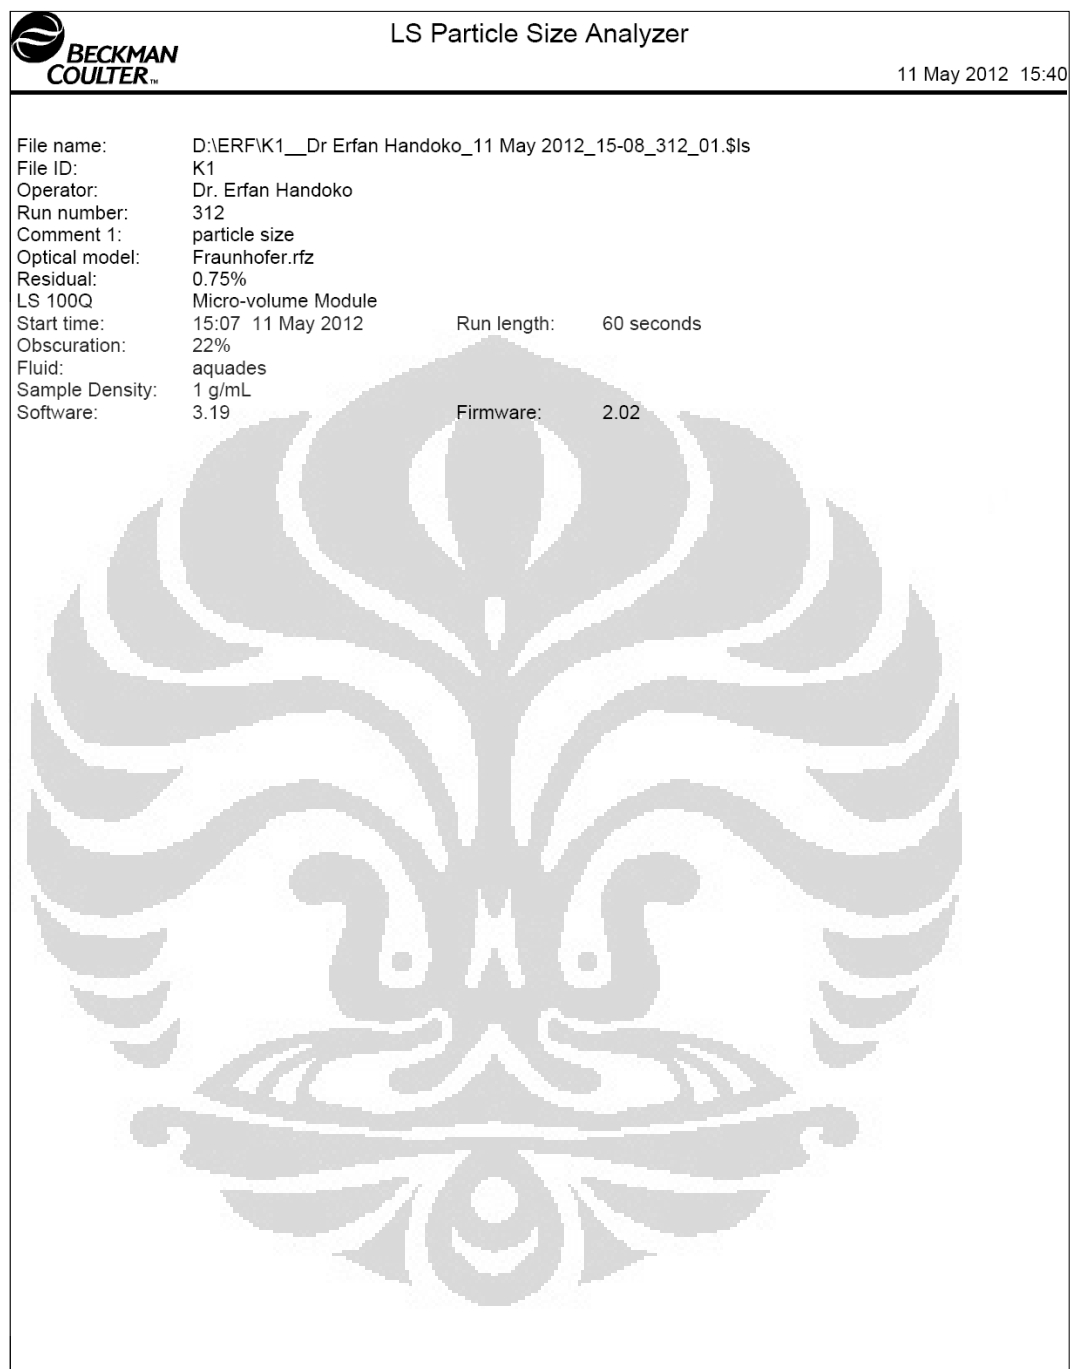 BECKMAN
COULTER™
LS Particle Size Analyzer
11 May 2012 15:40
File name: D:\ERF\K1__Dr Erfan Handoko_11 May 2012_15-08_312_01.$ls
File ID: K1
Operator: Dr. Erfan Handoko
Run number: 312
Comment 1: particle size
Optical model: Fraunhofer.rfz
Residual: 0.75%
LS 100Q Micro-volume Module
Start time: 15:07 11 May 2012 Run length: 60 seconds
Obscuration: 22%
Fluid: aquades
Sample Density: 1 g/mL
Software: 3.19 Firmware: 2.02